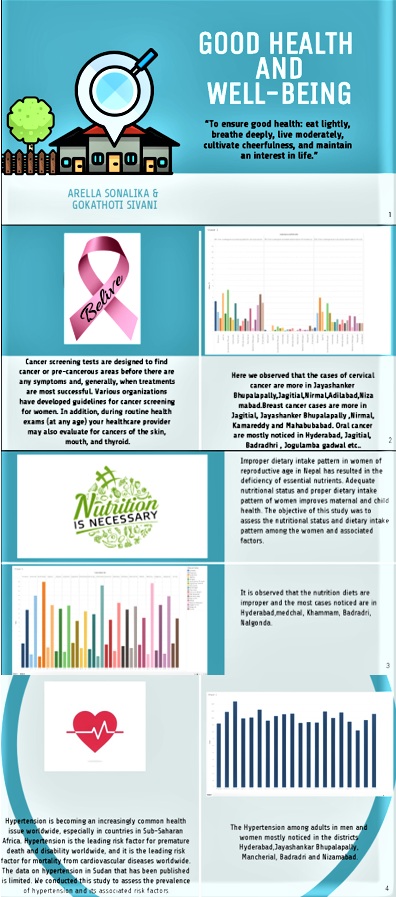 GOOD HEALTH
AND
WELL-BEING
"To ensure good health: eat lightly,
breathe deeply, live moderately,
cultivate cheerfulness, and maintain
an interest in life."
ARELLA SONALIKA &
GOKATHOTI SIVANI
1
Belive
Cancer screening tests are designed to find
cancer or pre-cancerous areas before there are
any symptoms and, generally, when treatments
are most successful. Various organizations
have developed guidelines for cancer screening
for women. In addition, during routine health
exams (at any age) your healthcare provider
may also evaluate for cancers of the skin,
mouth, and thyroid.
Here we observed that the cases of cervical
cancer are more in Jayashanker
Bhupalapally,Jagitial,Nirmal,Adilabad,Niza
mabad.Breast cancer cases are more in
Jagitial, Jayashanker Bhupalapally ,Nirmal,
Kamareddy and Mahabubabad. Oral cancer
are mostly noticed in Hyderabad, Jagitial,
Badradhri , Jogulamba gadwal etc..
2
Nutrition
IS NECESSARY
Improper dietary intake pattern in women of
reproductive age in Nepal has resulted in the
deficiency of essential nutrients. Adequate
nutritional status and proper dietary intake
pattern of women improves maternal and child
health. The objective of this study was to
assess the nutritional status and dietary intake
pattern among the women and associated
factors.
It is observed that the nutrition diets are
improper and the most cases noticed are in
Hyderabad,medchal, Khammam, Badradri,
Nalgonda.
3
Hypertension is becoming an increasingly common health
issue worldwide, especially in countries in Sub-Saharan
Africa. Hypertension is the leading risk factor for premature
death and disability worldwide, and it is the leading risk
factor for mortality from cardiovascular diseases worldwide.
The data on hypertension in Sudan that has been published
is limited. We conducted this study to assess the prevalence
of hypertension and its associated risk factors
The Hypertension among adults in men and
women mostly noticed in the districts
Hyderabad,Jayashanker Bhupalapally,
Mancherial, Badradri and Nizamabad.
4